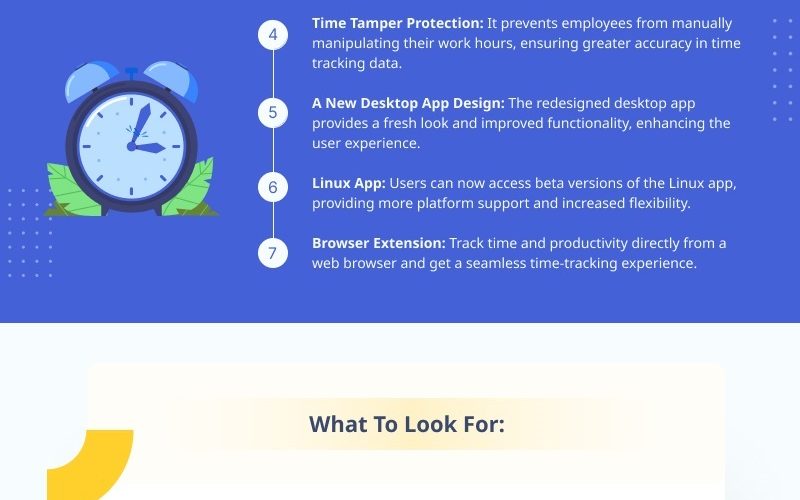 4
Time Tamper Protection: It prevents employees from manually
manipulating their work hours, ensuring greater accuracy in time
tracking data.
5
A New Desktop App Design: The redesigned desktop app
provides a fresh look and improved functionality, enhancing the
user experience.
6
Linux App: Users can now access beta versions of the Linux app,
providing more platform support and increased flexibility.
7
Browser Extension: Track time and productivity directly from a
web browser and get a seamless time-tracking experience.
What To Look For: